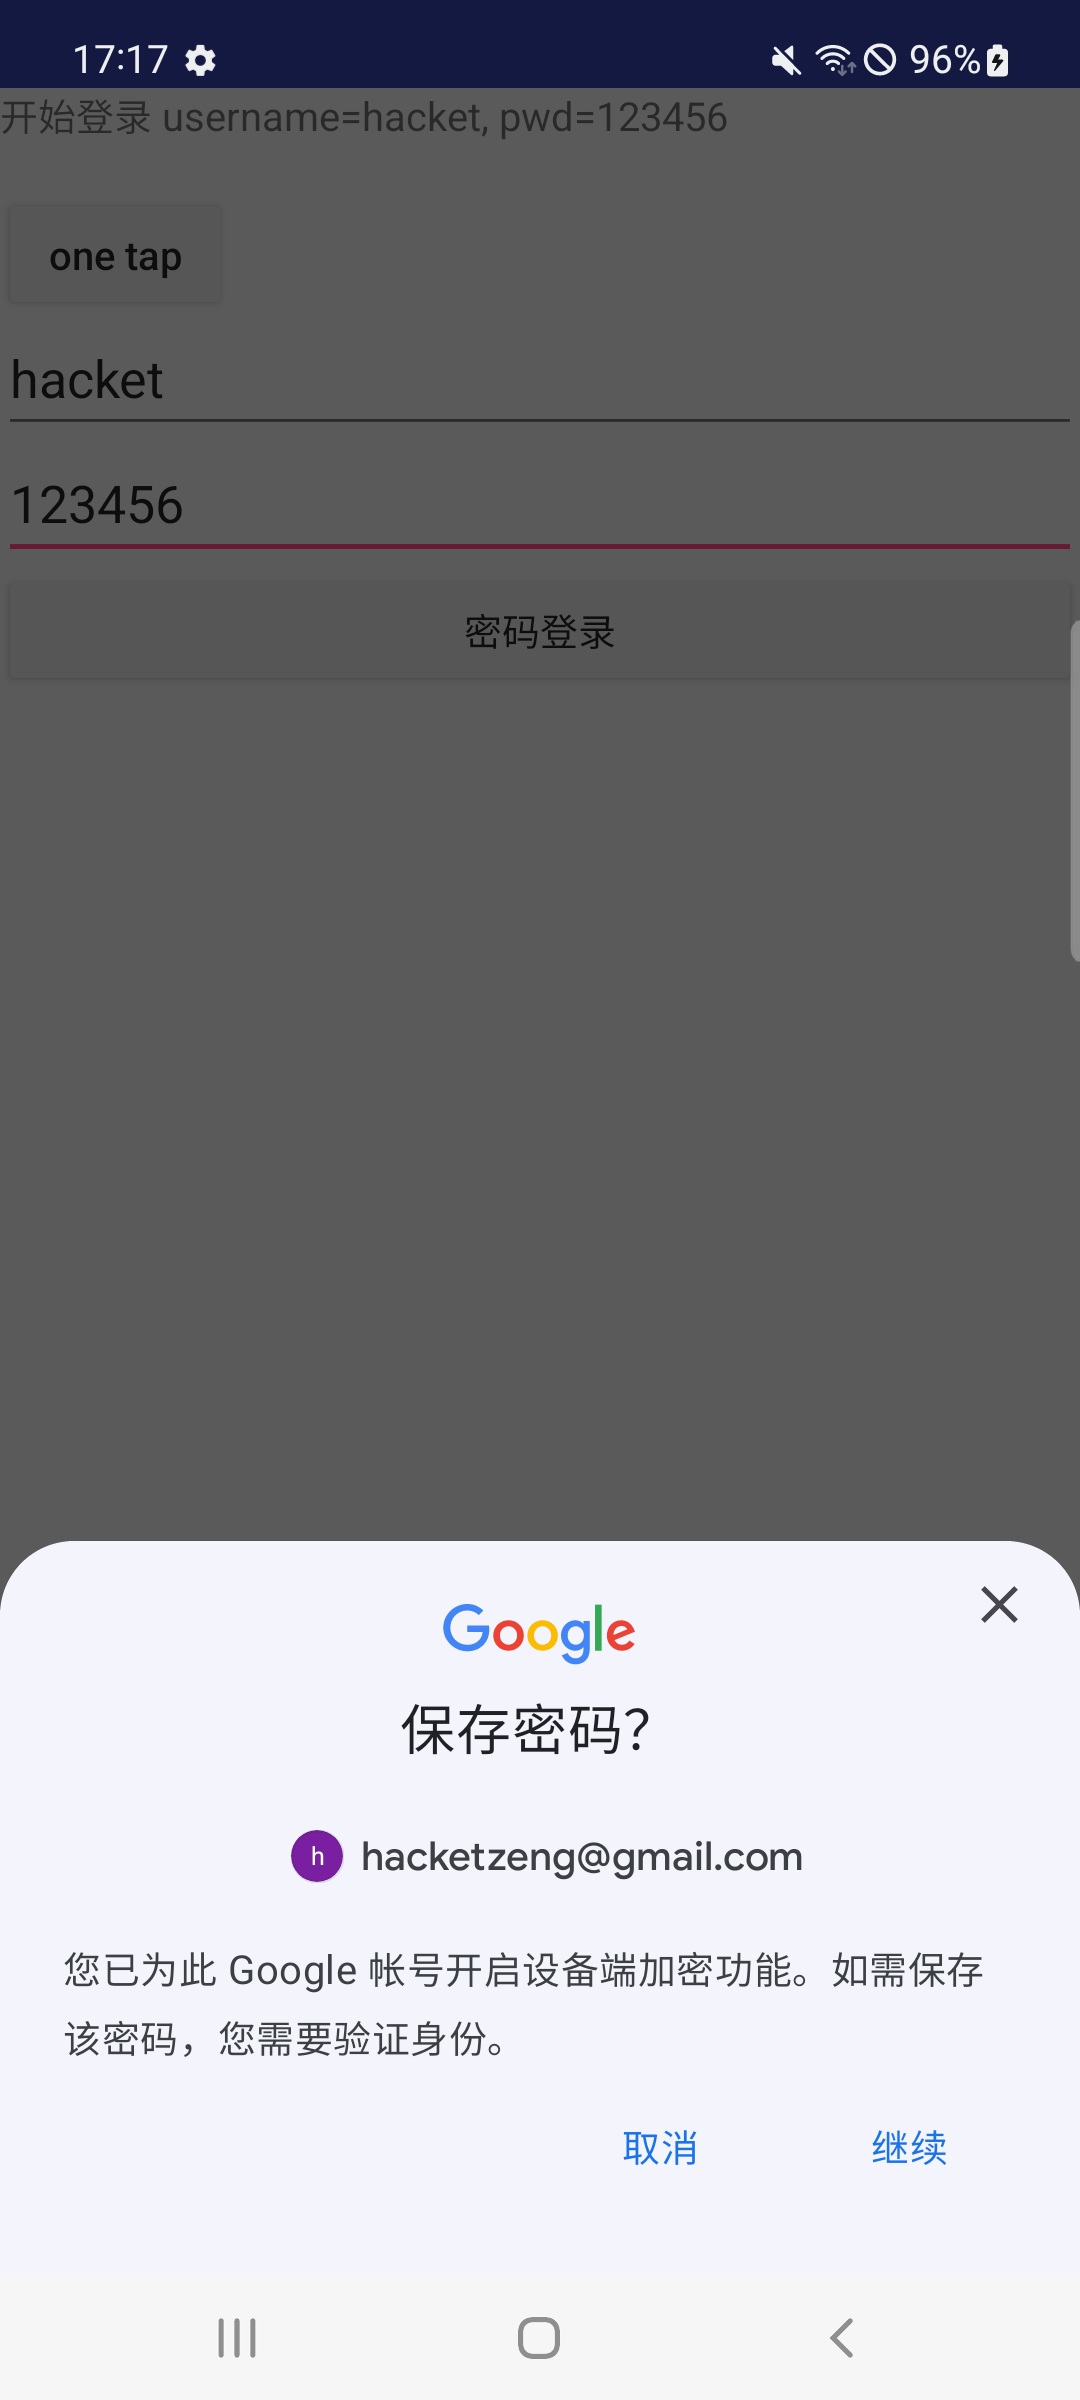 17:17
96%
开始登录 username=hacket, pwd=123456
one tap
hacket
123456
密码登录
Google
保存密码？
h hacketzeng@gmail.com
您已为此 Google 帐号开启设备端加密功能。如需保存
该密码，您需要验证身份。
取消 继续